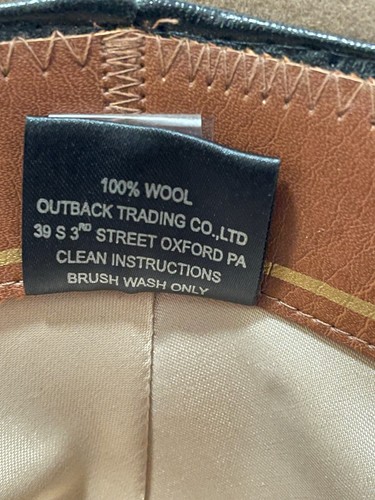 100% WOOL
OUTBACK TRADING CO.,LTD
39 S 3RD STREET OXFORD PA
CLEAN INSTRUCTIONS
BRUSH WASH ONLY